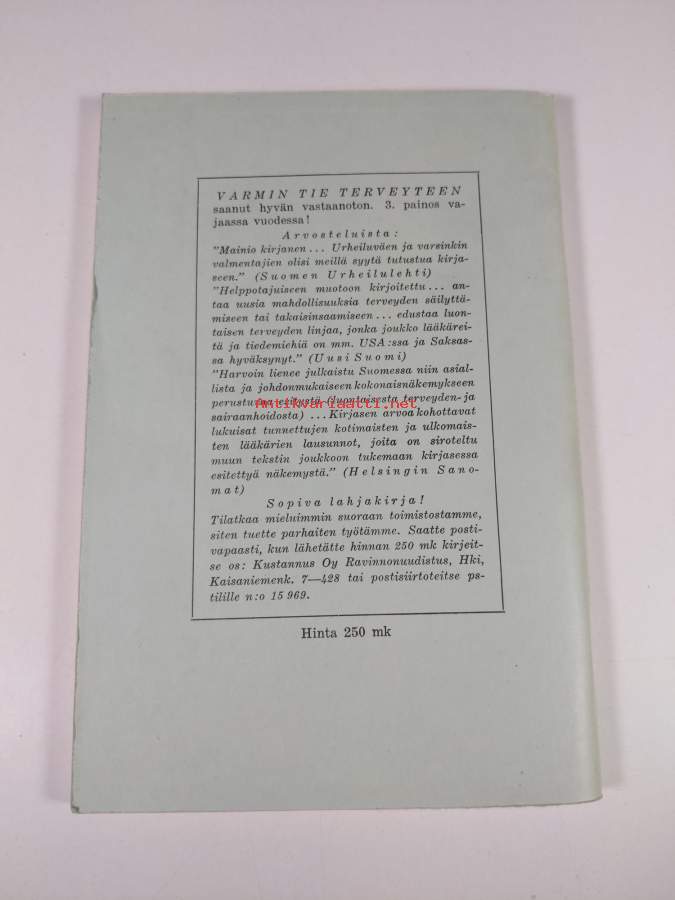 VARMIN TIE TERVEYTEEN
saanut hyvän vastaanoton. 3. painos va-
jaassa vuodessa!
Arvosteluista:
"Mainio kirjanen... Urheiluväen ja varsinkin
valmentajien olisi meillä syytä tutustua kirja-
seen." (Suomen Urheilulehti)
"Helppotajuiseen muotoon kirjoitettu... an-
taa uusia mahdollisuuksia terveyden säilyttä-
miseen tai takaisinsaamiseen... edustaa luon-
taisen terveyden linjaa, jonka joukko lääkärei-
tä ja tiedemiehiä on mm. USA:ssa ja Saksas-
sa hyväksynyt." (Uusi Suomi)
"Harvoin lienee julkaistu Suomessa niin asial-
lista ja johdonmukaiseen kokonaisnäkemykseen
perustuvaa esitystä (luontaisesta terveyden- ja
Antikvariaatti.net
sairaanhoidosta) ...Kirjasen arvoa kohottavat
lukuisat tunnettujen kotimaisten ja ulkomais-
ten lääkärien lausunnot, joita on siroteltu
muun tekstin joukkoon tukemaan kirjasessa
esitettyä näkemystä." (Helsingin Sano-
mat)
Sopiva lahjakirja!
Tilatkaa mieluimmin suoraan toimistostamme,
siten tuette parhaiten työtämme. Saatte posti-
vapaasti, kun lähetätte hinnan 250 mk kirjeit-
se os: Kustannus Oy Ravinnonuudistus, Hki,
Kaisaniemenk. 7—428 tai postisiirtoteitse ps-
tilille n:o 15 969.
Hinta 250 mk